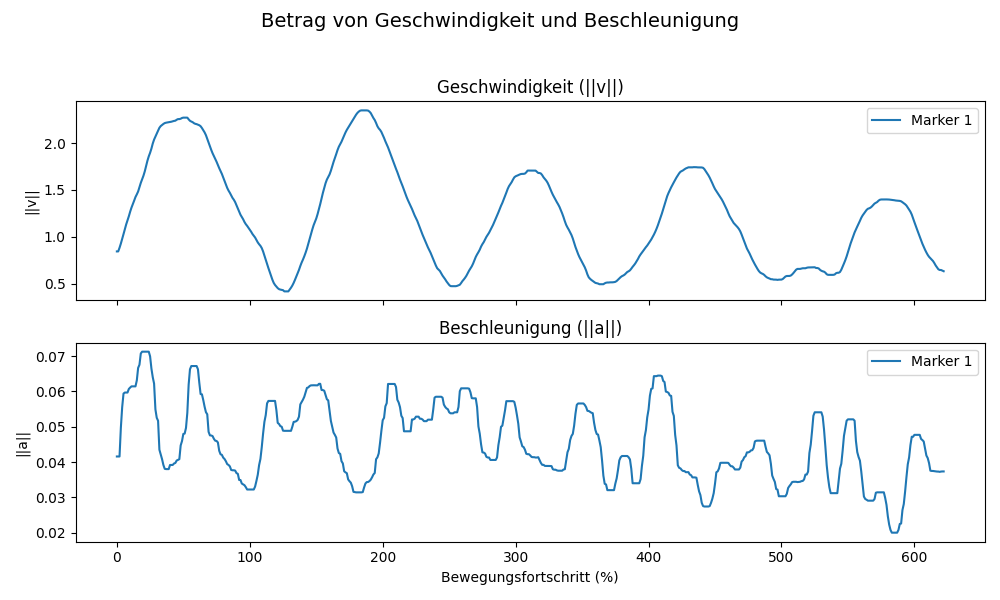 Betrag von Geschwindigkeit und Beschleunigung
Geschwindigkeit (||v||)
Marker 1
||v||
2.0
1.5
1.0
0.5
Beschleunigung (||a||)
Marker 1
||a||
0.07
0.06
0.05
0.04
0.03
0.02
0 100 200 300 400 500 600
Bewegungsfortschritt (%)